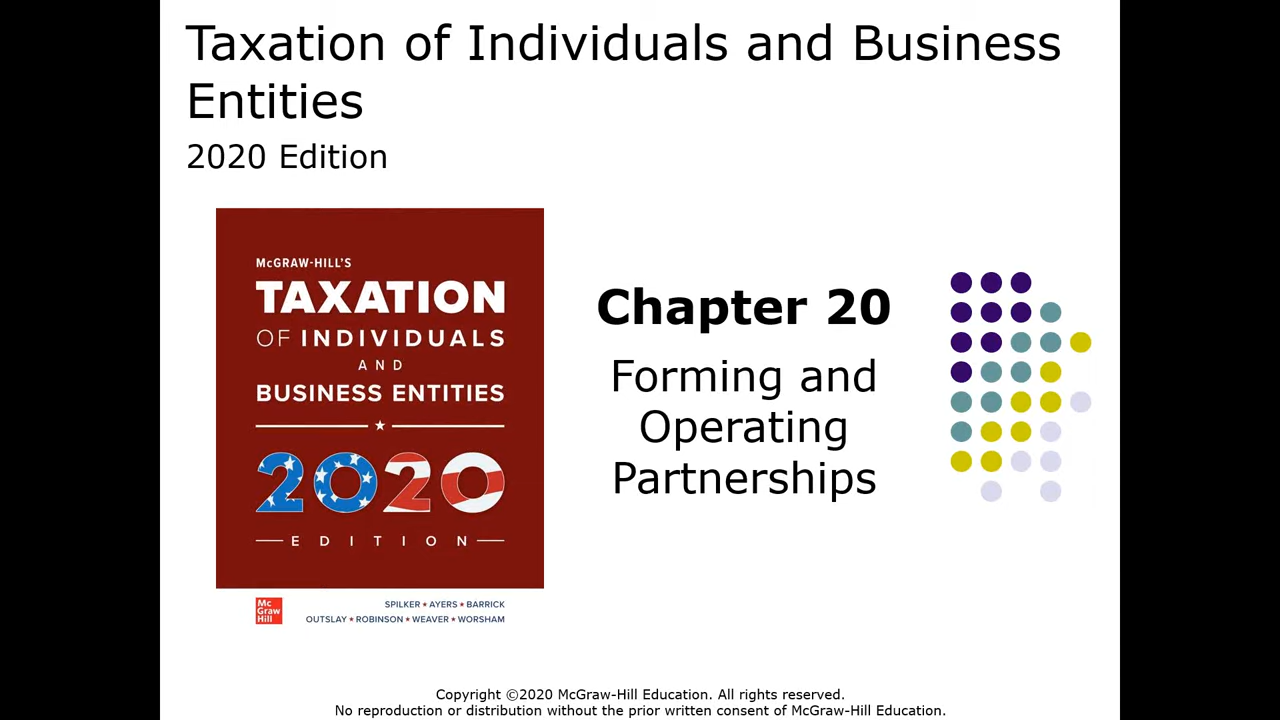 Taxation of Individuals and Business
Entities
2020 Edition
McGRAW-HILL'S
TAXATION
OF INDIVIDUALS
AND
BUSINESS ENTITIES
2020
EDITION
Mc
Graw
Hill
SPILKER ★ AYERS ★ BARRICK
OUTSLAY ★ ROBINSON ★ WEAVER ★ WORSHAM
Chapter 20
Forming and
Operating
Partnerships
Copyright ©2020 McGraw-Hill Education. All rights reserved.
No reproduction or distribution without the prior written consent of McGraw-Hill Education.